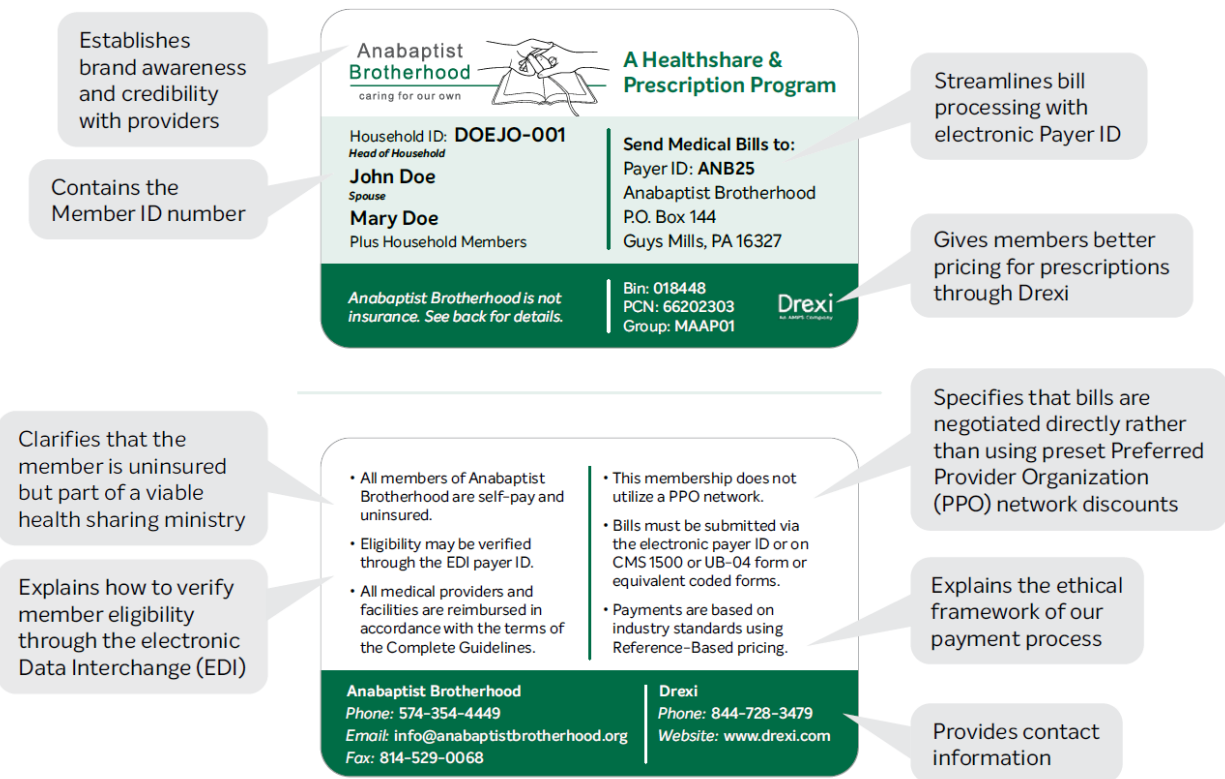 Establishes
brand awareness
and credibility
with providers
Contains the
Member ID number
Anabaptist
Brotherhood
caring for our own
A Healthshare &
Prescription Program
Household ID: DOEJO-001
Head of Household
John Doe
Spouse
Mary Doe
Plus Household Members
Send Medical Bills to:
Payer ID: ANB25
Anabaptist Brotherhood
P.O. Box 144
Guys Mills, PA 16327
Anabaptist Brotherhood is not
insurance. See back for details.
Bin: 018448
PCN: 66202303
Group: MAAP01
Drexi
An AMPS Company
Streamlines bill
processing with
electronic Payer ID
Gives members better
pricing for prescriptions
through Drexi
Clarifies that the
member is uninsured
but part of a viable
health sharing ministry
Explains how to verify
member eligibility
through the electronic
Data Interchange (EDI)
• All members of Anabaptist
Brotherhood are self-pay and
uninsured.
• Eligibility may be verified
through the EDI payer ID.
• All medical providers and
facilities are reimbursed in
accordance with the terms of
the Complete Guidelines.
• This membership does not
utilize a PPO network.
• Bills must be submitted via
the electronic payer ID or on
CMS 1500 or UB-04 form or
equivalent coded forms.
• Payments are based on
industry standards using
Reference-Based pricing.
Anabaptist Brotherhood
Phone: 574-354-4449
Email: info@anabaptistbrotherhood.org
Fax: 814-529-0068
Drexi
Phone: 844-728-3479
Website: www.drexi.com
Specifies that bills are
negotiated directly rather
than using preset Preferred
Provider Organization
(PPO) network discounts
Explains the ethical
framework of our
payment process
Provides contact
information